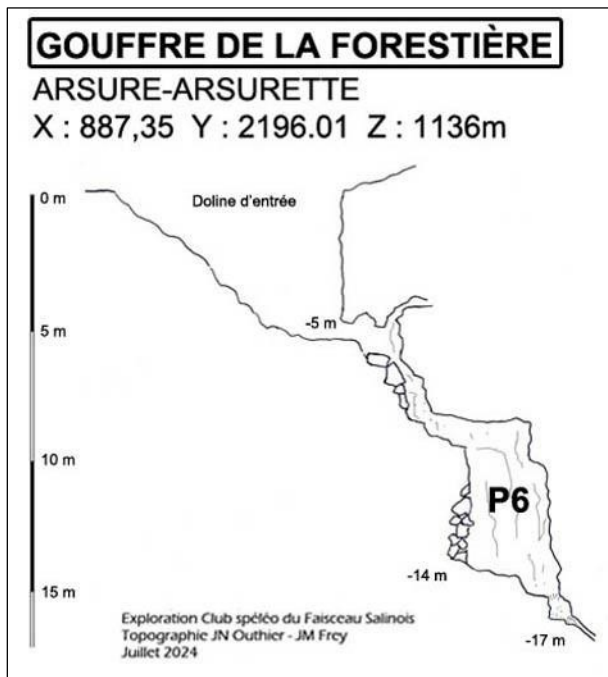 GOUFFRE DE LA FORESTIÈRE
ARSURE-ARSURETTE
X : 887,35 Y : 2196.01 Z : 1136m
0 m
Doline d'entrée
-5 m
5 m
10 m
P6
-14 m
15 m
Exploration Club spéléo du Faisceau Salinois
Topographie JN Outhier - JM Frey
Juillet 2024
-17 m